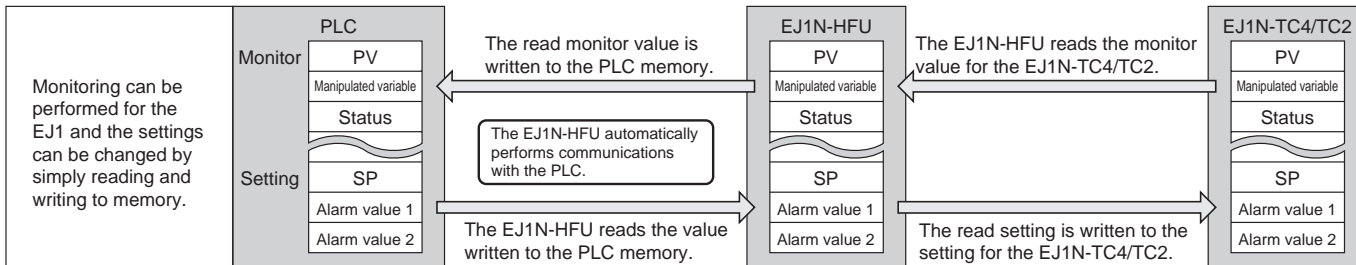 Monitoring can be
performed for the
EJ1 and the settings
can be changed by
simply reading and
writing to memory.
PLC
Monitor
PV
Manipulated variable
Status
Setting
SP
Alarm value 1
Alarm value 2
The read monitor value is
written to the PLC memory.
The EJ1N-HFU automatically
performs communications
with the PLC.
The EJ1N-HFU reads the value
written to the PLC memory.
EJ1N-HFU
PV
Manipulated variable
Status
SP
Alarm value 1
Alarm value 2
The EJ1N-HFU reads the monitor
value for the EJ1N-TC4/TC2.
The read setting is written to the
setting for the EJ1N-TC4/TC2.
EJ1N-TC4/TC2
PV
Manipulated variable
Status
SP
Alarm value 1
Alarm value 2